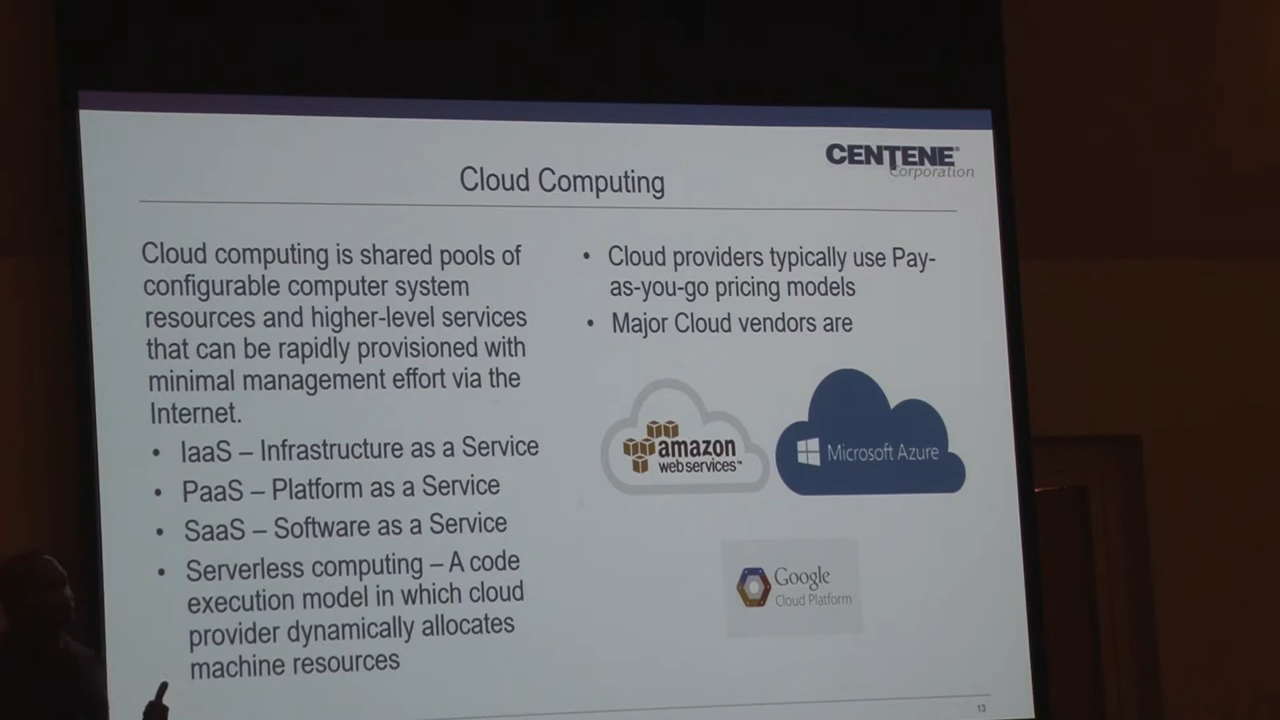 CENTENE®
Corporation
Cloud Computing
Cloud computing is shared pools of
configurable computer system
resources and higher-level services
that can be rapidly provisioned with
minimal management effort via the
Internet.
• IaaS – Infrastructure as a Service
• PaaS – Platform as a Service
• SaaS – Software as a Service
• Serverless computing – A code
execution model in which cloud
provider dynamically allocates
machine resources
• Cloud providers typically use Pay-
as-you-go pricing models
• Major Cloud vendors are
amazon
webservices™
Microsoft Azure
Google
Cloud Platform
13